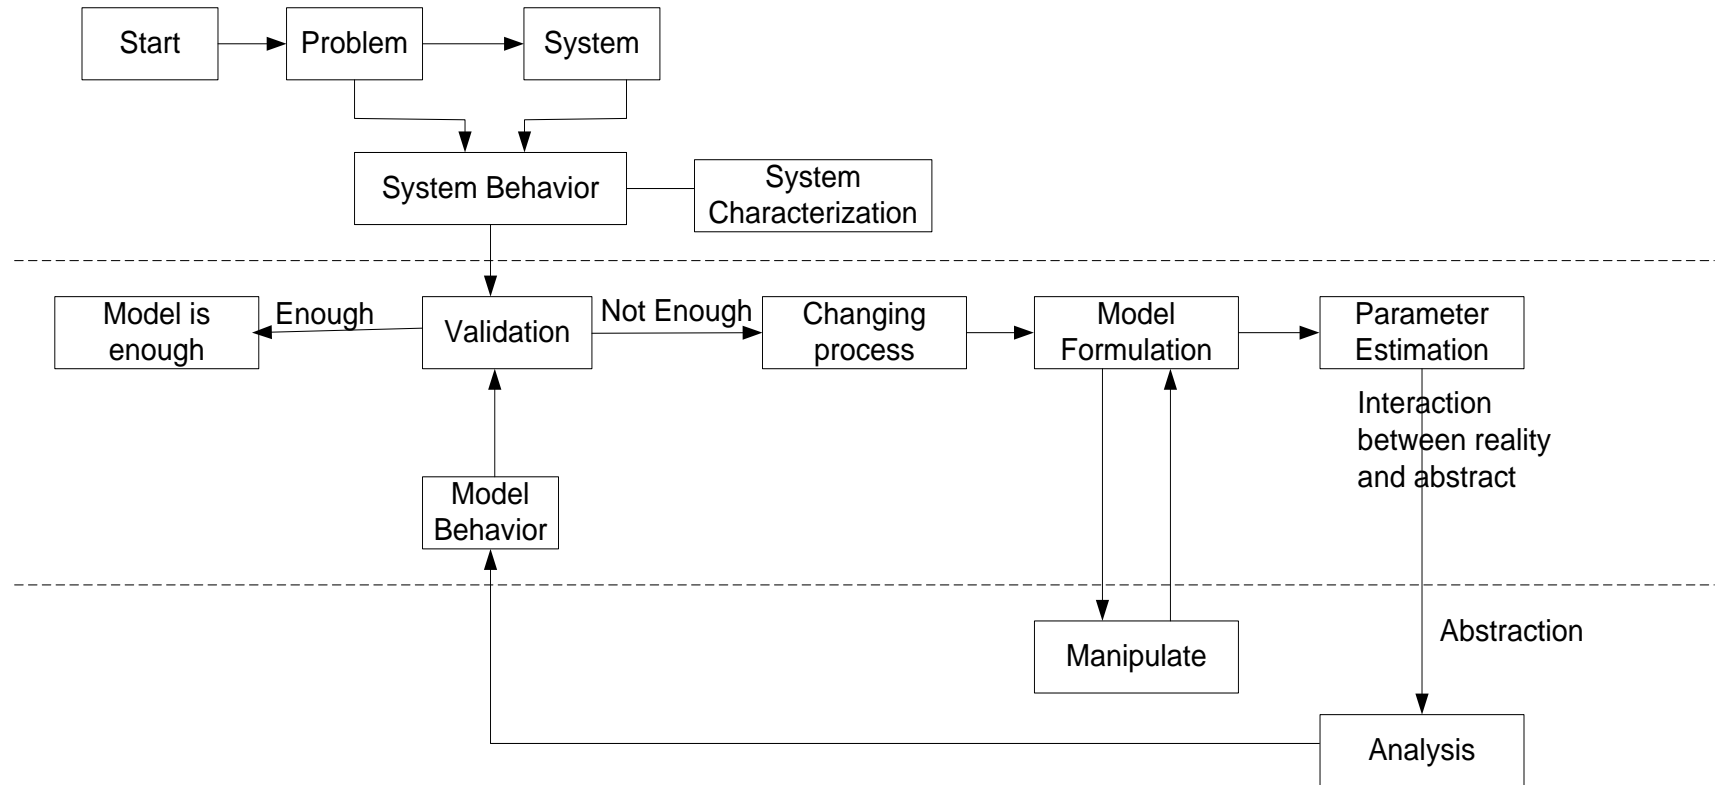 Start
Problem
System
System Behavior
System
Characterization
Model is
enough
Enough
Validation
Not Enough
Changing
process
Model
Formulation
Parameter
Estimation
Interaction
between reality
and abstract
Model
Behavior
Abstraction
Manipulate
Analysis